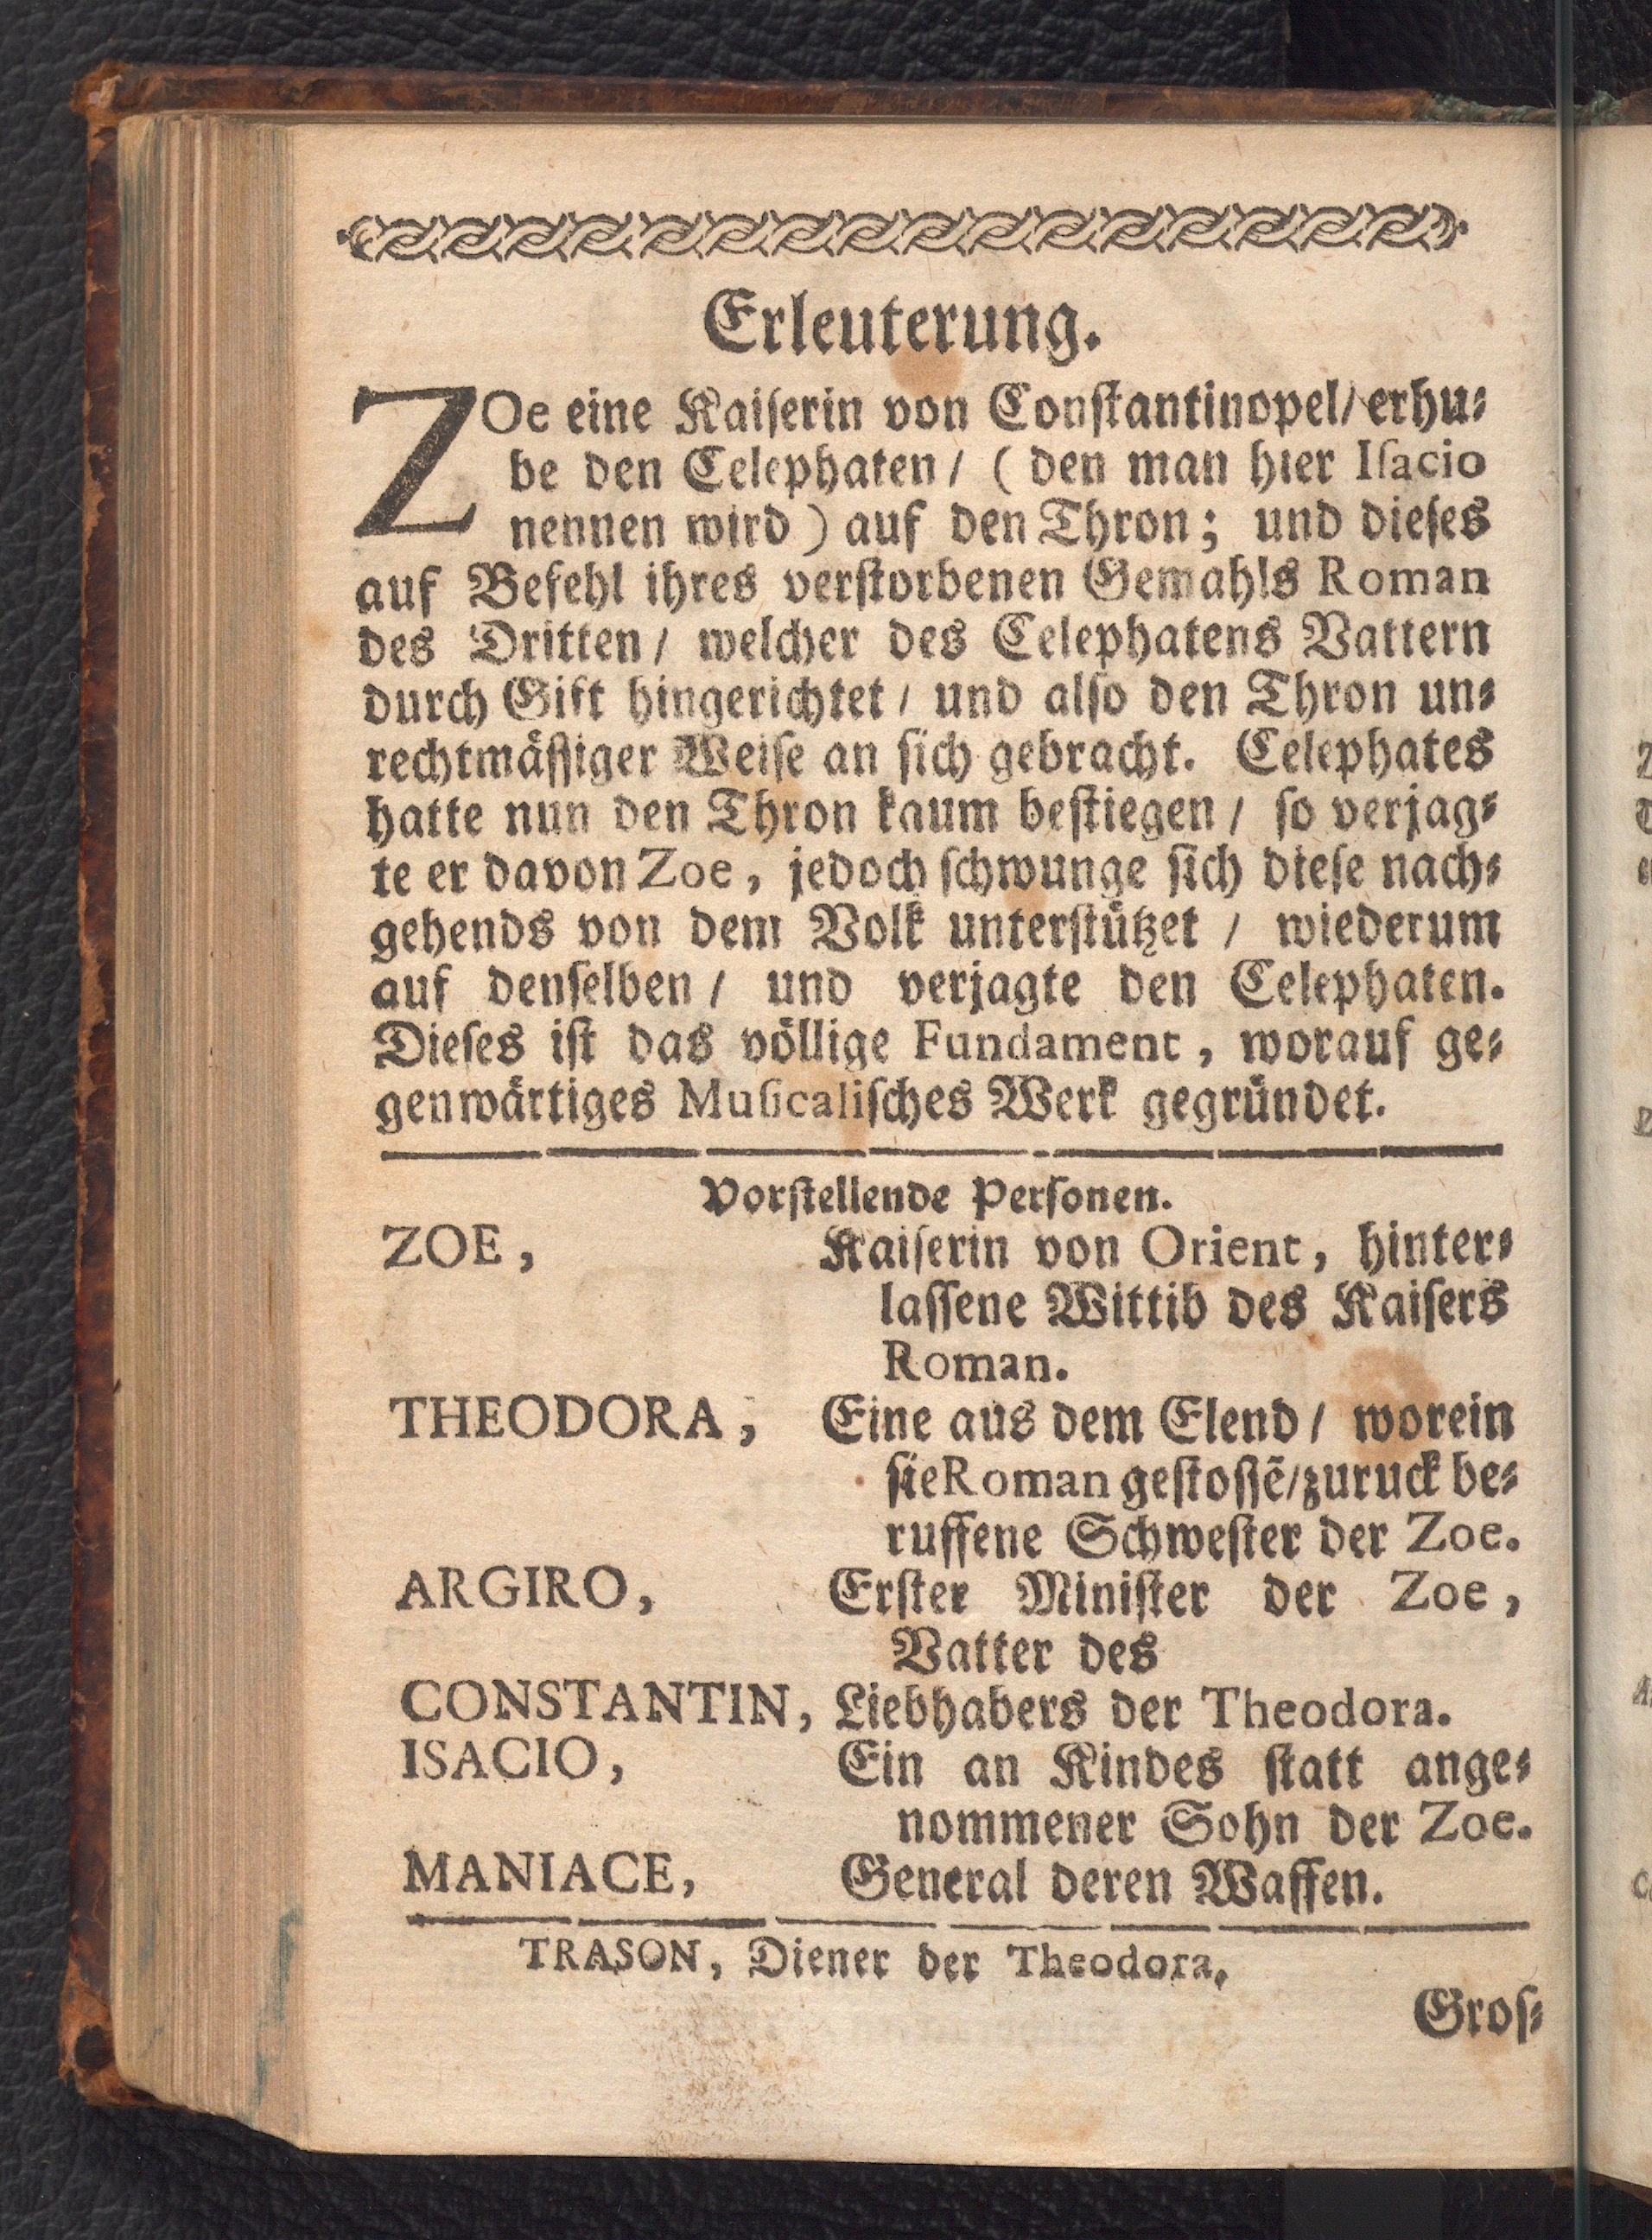 Erleuterung.
ZOe eine Kaiserin von Constantinopel/ erhu-
be den Celephaten/ ( den man hier Isacio
nennen wird ) auf den Thron; und dieses
auf Befehl ihres verstorbenen Gemahls Roman
des Dritten/ welcher des Celephatens Vattern
durch Gift hingerichtet/ und also den Thron un-
rechtmässiger Weise an sich gebracht. Celephates
hatte nun den Thron kaum bestiegen/ so verjag-
te er davon Zoe, jedoch schwunge sich diese nach-
gehends von dem Volk unterstützet / wiederum
auf denselben/ und verjagte den Celephaten.
Dieses ist das völlige Fundament, worauf ge-
genwärtiges Musicalisches Werk gegründet.
Vorstellende Personen.
ZOE, Kaiserin von Orient, hinter-
lassene Wittib des Kaisers
Roman.
THEODORA, Eine aus dem Elend/ worein
sie Roman gestossē/zuruck be-
ruffene Schwester der Zoe.
ARGIRO, Erster Minister der Zoe,
Vatter des
CONSTANTIN, Liebhabers der Theodora.
ISACIO, Ein an Kindes statt ange-
nommener Sohn der Zoe.
MANIACE, General deren Waffen.
TRASON, Diener der Theodora.
Gros-